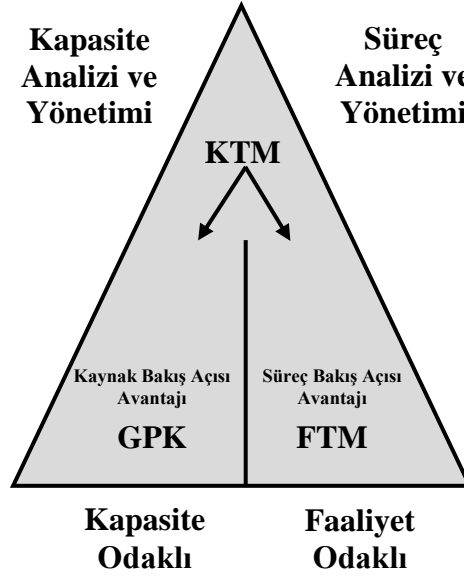 Kapasite
Analizi ve
Yönetimi
Süreç
Analizi ve
Yönetimi
KTM
Kaynak Bakış Açısı
Avantajı
GPK
Süreç Bakış Açısı
Avantajı
FTM
Kapasite
Odaklı
Faaliyet
Odaklı